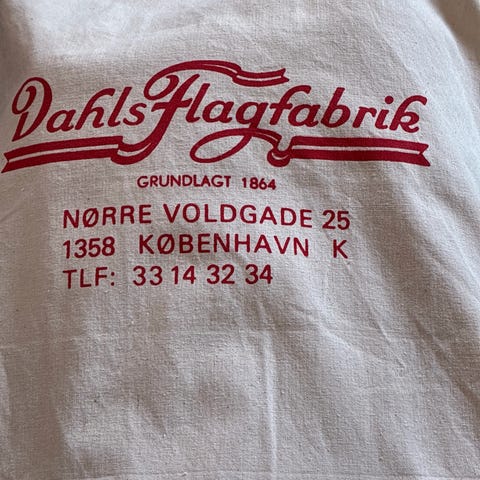 Dahls Flagfabrik
GRUNDLAGT 1864
NØRRE VOLDGADE 25
1358 KØBENHAVN K
TLF: 33 14 32 34